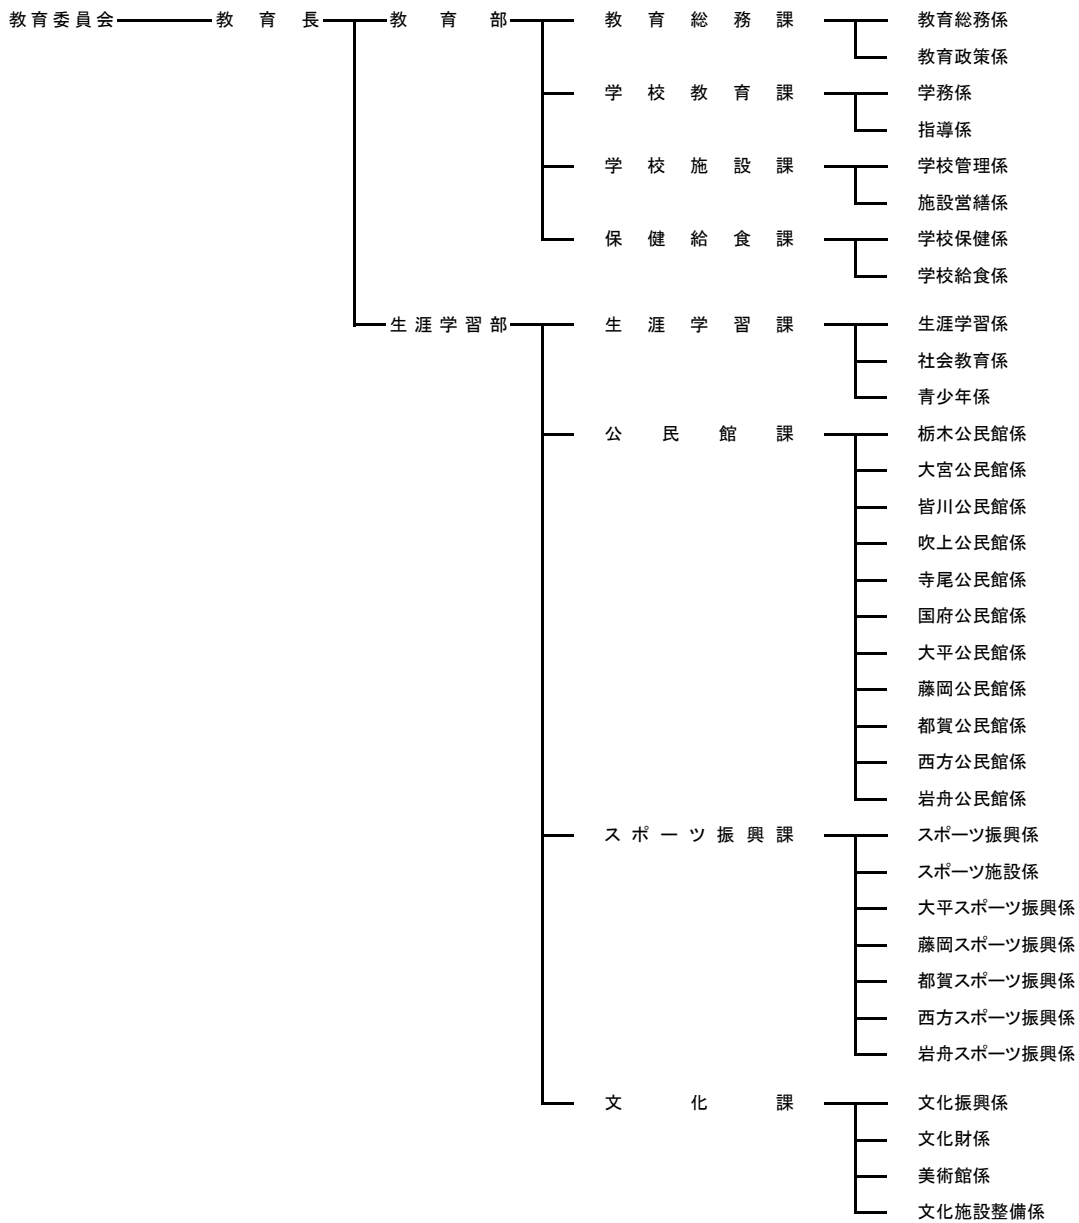 教育委員会 教育長 教育部 教育総務課 教育総務係
教育政策係
学校教育課 学務係
指導係
学校施設課 学校管理係
施設営繕係
保健給食課 学校保健係
学校給食係
生涯学習部 生涯学習課 生涯学習係
社会教育係
青少年係
公民館課 栃木公民館係
大宮公民館係
皆川公民館係
吹上公民館係
寺尾公民館係
国府公民館係
大平公民館係
藤岡公民館係
都賀公民館係
西方公民館係
岩舟公民館係
スポーツ振興課 スポーツ振興係
スポーツ施設係
大平スポーツ振興係
藤岡スポーツ振興係
都賀スポーツ振興係
西方スポーツ振興係
岩舟スポーツ振興係
文化課 文化振興係
文化財係
美術館係
文化施設整備係